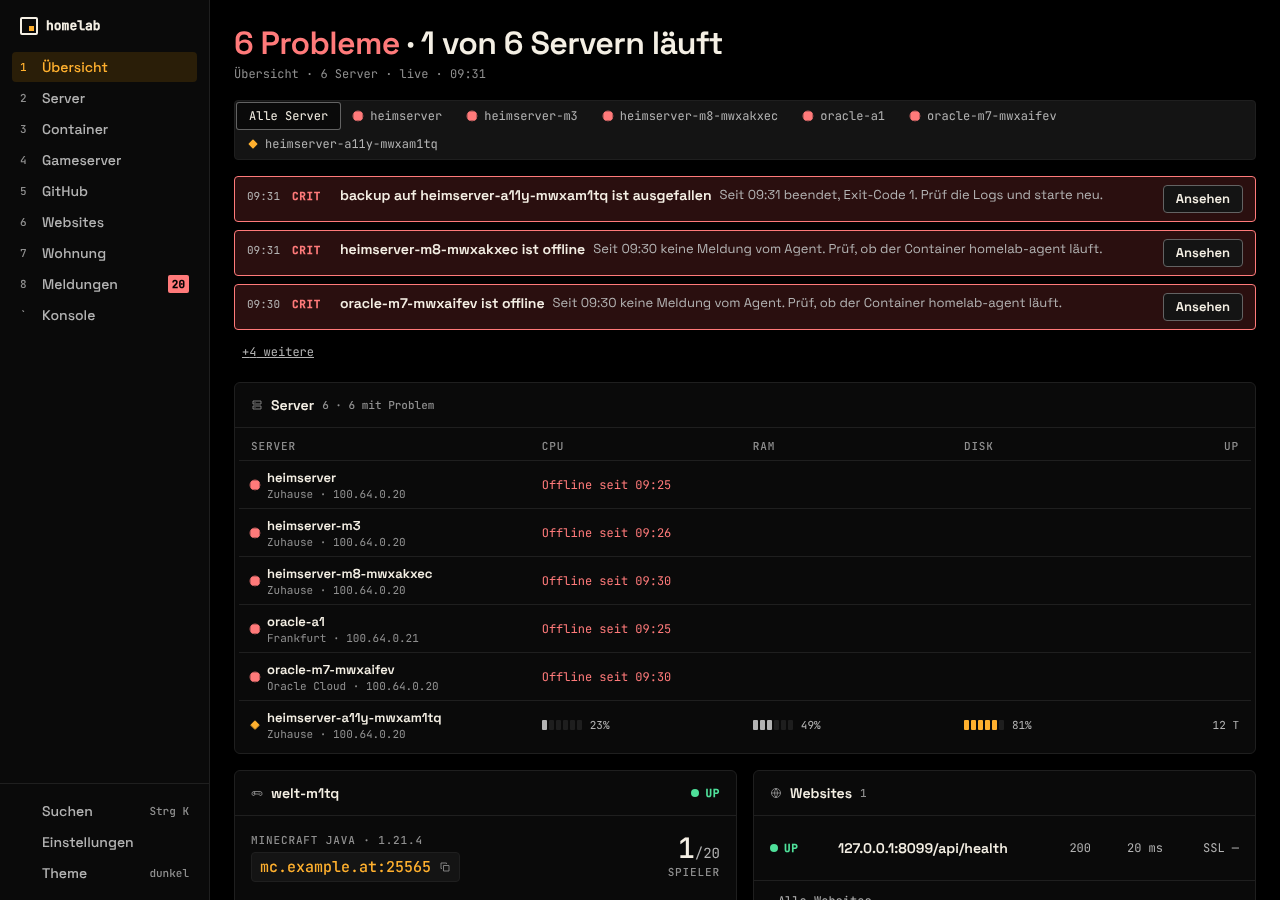 homelab
1 Übersicht
2 Server
3 Container
4 Gameserver
5 GitHub
6 Websites
7 Wohnung
8 Meldungen 20
` Konsole
Suchen Strg K
Einstellungen
Theme dunkel
6 Probleme · 1 von 6 Servern läuft
Übersicht · 6 Server · live · 09:31
Alle Server heimserver heimserver-m3 heimserver-m8-mwxakxec oracle-a1 oracle-m7-mwxaifev
heimserver-a11y-mwxam1tq
09:31 CRIT backup auf heimserver-a11y-mwxam1tq ist ausgefallen Seit 09:31 beendet, Exit-Code 1. Prüf die Logs und starte neu. Ansehen
09:31 CRIT heimserver-m8-mwxakxec ist offline Seit 09:30 keine Meldung vom Agent. Prüf, ob der Container homelab-agent läuft. Ansehen
09:30 CRIT oracle-m7-mwxaifev ist offline Seit 09:30 keine Meldung vom Agent. Prüf, ob der Container homelab-agent läuft. Ansehen
+4 weitere
Server 6 · 6 mit Problem
SERVER CPU RAM DISK UP
heimserver
Zuhause · 100.64.0.20
Offline seit 09:25
heimserver-m3
Zuhause · 100.64.0.20
Offline seit 09:26
heimserver-m8-mwxakxec
Zuhause · 100.64.0.20
Offline seit 09:30
oracle-a1
Frankfurt · 100.64.0.21
Offline seit 09:25
oracle-m7-mwxaifev
Oracle Cloud · 100.64.0.20
Offline seit 09:30
heimserver-a11y-mwxam1tq
Zuhause · 100.64.0.20
23% 49% 81% 12 T
welt-m1tq UP
MINECRAFT JAVA · 1.21.4
mc.example.at:25565
1/20
SPIELER
Websites 1
UP 127.0.0.1:8099/api/health 200 20 ms SSL —
Alle Websites